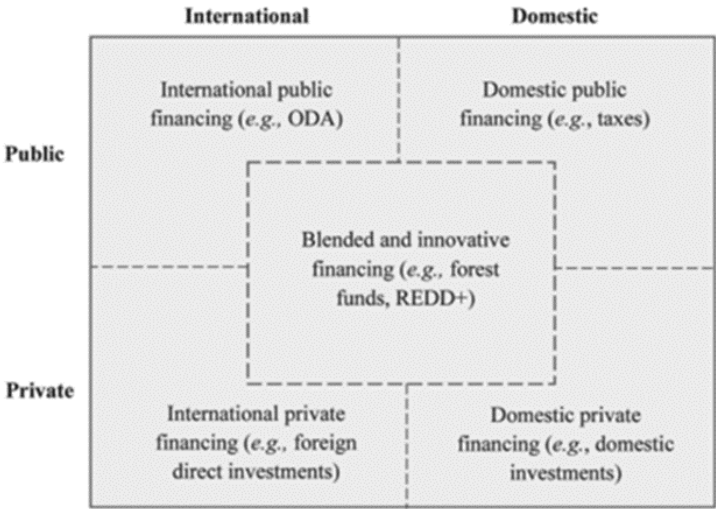 International
Domestic
Public
International public
financing (e.g., ODA)
Domestic public
financing (e.g., taxes)
Blended and innovative
financing (e.g., forest
funds, REDD+)
Private
International private
financing (e.g., foreign
direct investments)
Domestic private
financing (e.g., domestic
investments)